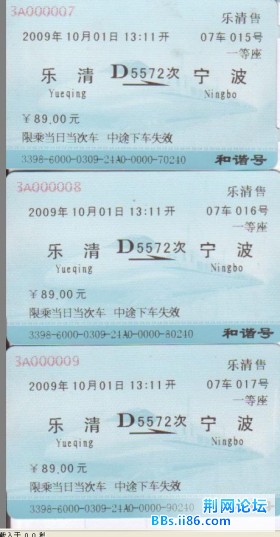 3A000007 乐清售
2009年10月01日 13:11开 07车 015号
一等座
乐清 D5572次 宁波
Yueqing Ningbo
￥89.00元
限乘当日当次车 中途下车失效
3398-6000-0309-24A0-0000-70240 和谐号
3A000008 乐清售
2009年10月01日 13:11开 07车 016号
一等座
乐清 D5572次 宁波
Yueqing Ningbo
￥89.00元
限乘当日当次车 中途下车失效
3398-6000-0309-24A0-0000-80240 和谐号
3A000009 乐清售
2009年10月01日 13:11开 07车 017号
一等座
乐清 D5572次 宁波
Yueqing Ningbo
￥89.00元
限乘当日当次车 中途下车失效
3398-6000-0309-24A0-0000-90240
荆网论坛
BBs.ii86.com